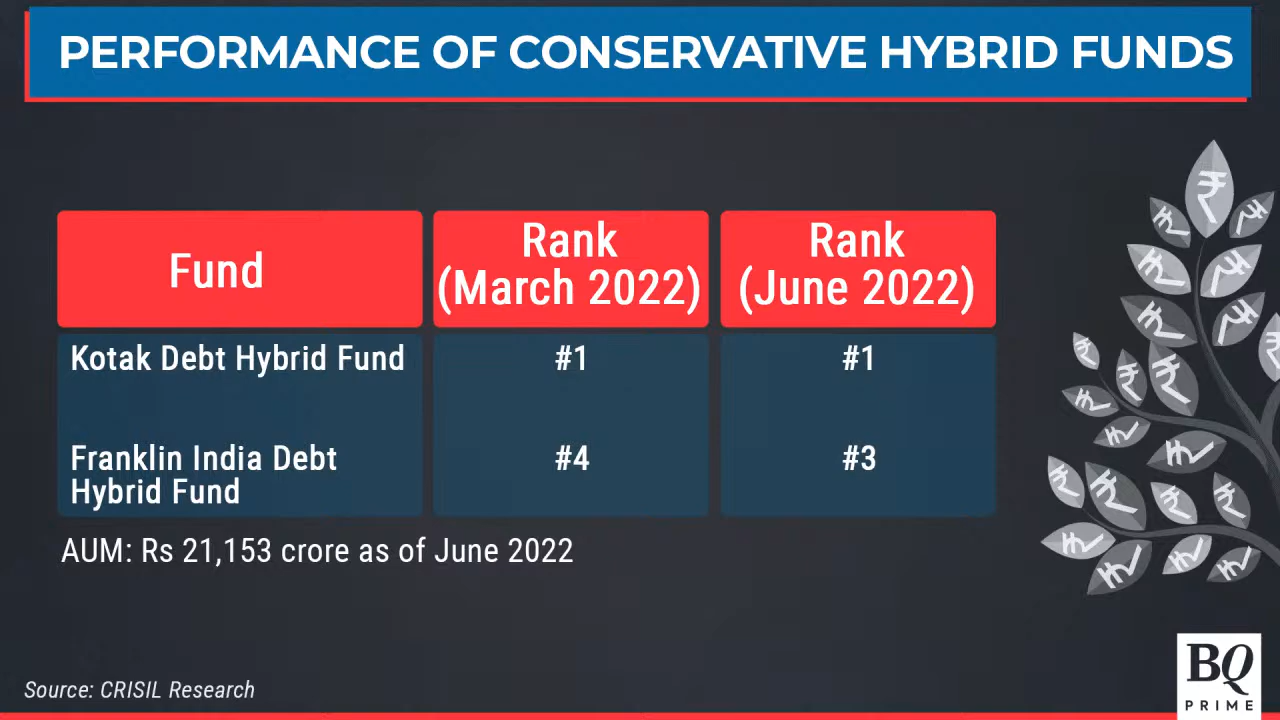 PERFORMANCE OF CONSERVATIVE HYBRID FUNDS
Fund
Rank
(March 2022)
Rank
(June 2022)
Kotak Debt Hybrid Fund
#1
#1
Franklin India Debt
Hybrid Fund
#4
#3
AUM: Rs 21,153 crore as of June 2022
Source: CRISIL Research
BQ
PRIME